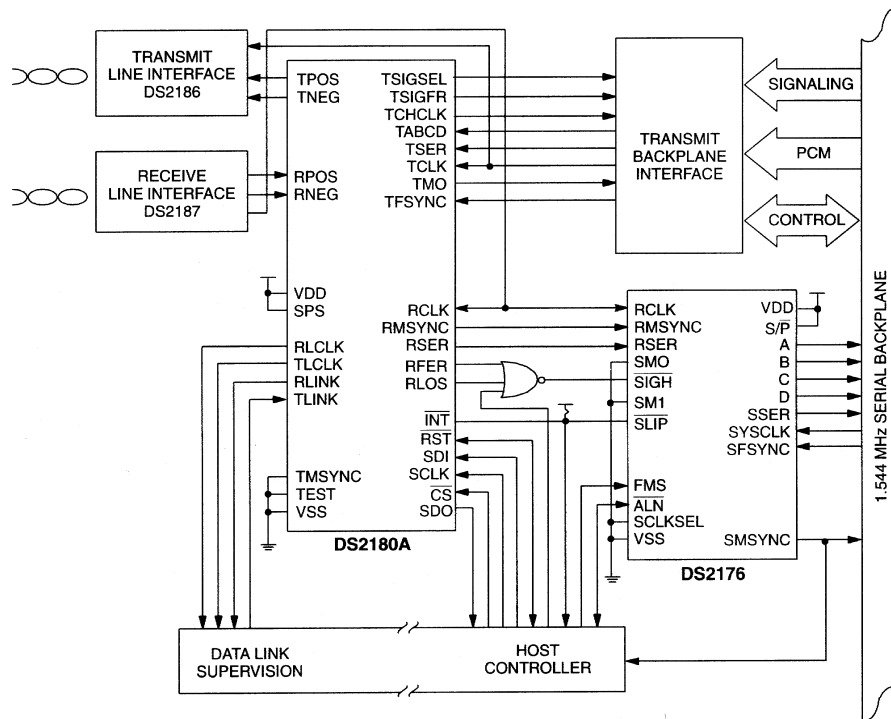 TRANSMIT
LINE INTERFACE
DS2186
RECEIVE
LINE INTERFACE
DS2187
TPOS
TNEG
RPOS
RNEG
VDD
SPS
RLCLK
TLCLK
RLINK
TLINK
TMSYNC
TEST
VSS
TSIGSEL
TSIGFR
TCHCLK
TABCD
TSER
TCLK
TMO
TFSYNC
RCLK
RMSYNC
RSER
RFER
RLOS
INT
RST
SDI
SCLK
CS
SDO
DS2180A
TRANSMIT
BACKPLANE
INTERFACE
SIGNALING
PCM
CONTROL
RCLK
RMSYNC
RSER
SMO
SIGH
SM1
SLIP
FMS
ALN
SCLKSEL
VSS
VDD
S/P
A
B
C
D
SSER
SYSCLK
SFSYNC
SMSYNC
DS2176
1.544 MHz SERIAL BACKPLANE
DATA LINK
SUPERVISION
HOST
CONTROLLER